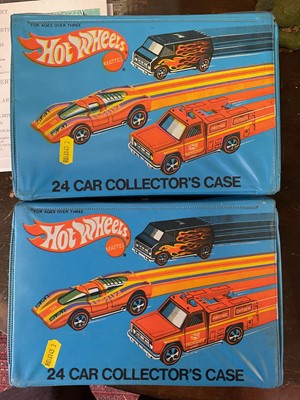 FOR AGES OVER THREE
Hot Wheels
MATTEL
24 CAR COLLECTOR'S CASE
FOR AGES OVER THREE
Hot Wheels
MATTEL
24 CAR COLLECTOR'S CASE